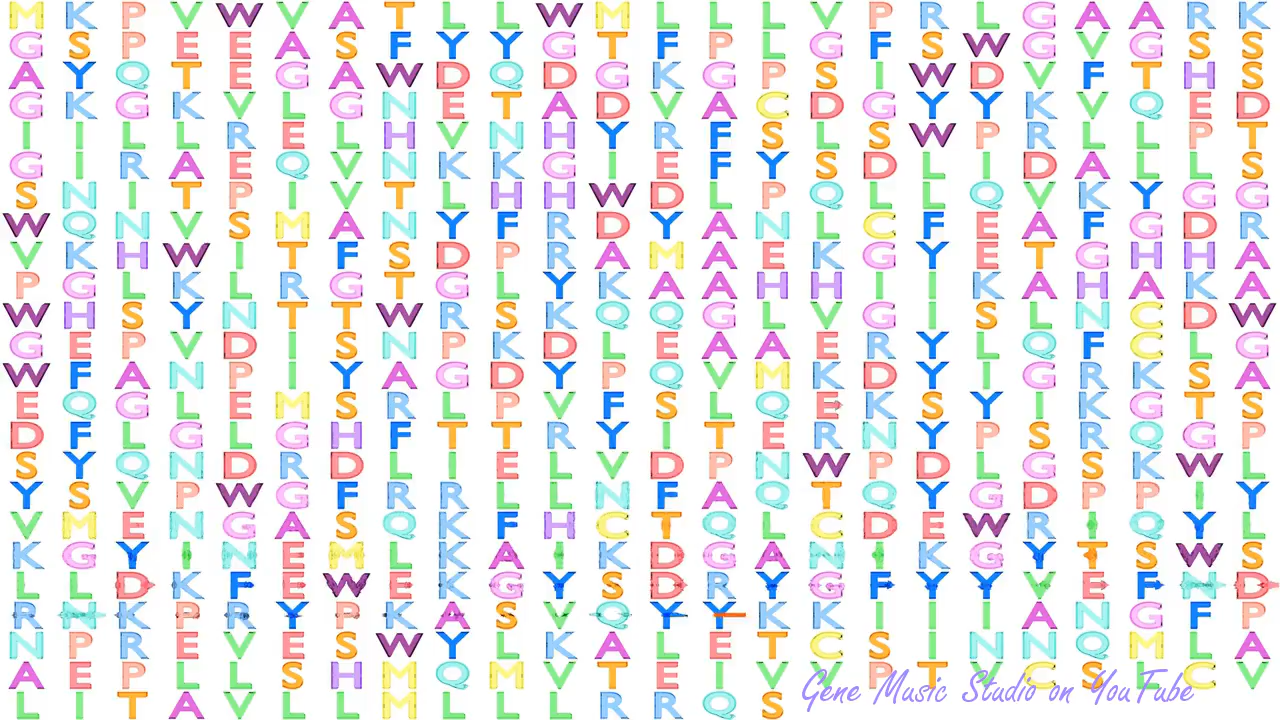 M K P V W V A T L L W M L L L V P R L G A A R K
G S P E E A S F Y Y G T F P L G F S W G V G S S
A Y Q T E G A W D Q D G K G P S I W D V F T H S
G K G K V L G N E T A D V A C D G Y Y K V Q E D
I I L L R E L H V N H Y R F S L S W P R L L P T
G I R A E Q V N K K G I E F Y S D L I D A L L S
S N I T P I V T L H H W D L P Q L I Q V K Y G G
W Q N V S M A N Y F R D Y A N L C F E A F G D R
V K H W I T F S D P R A M A E K G Y E T G H H A
P G L K L R G T G L Y K A A H H I I K A H A K A
W H S Y N T T W R S K Q Q G L V G I S L N C D W
G E P V D I S N P K D L E A A E R Y L Q F C L G
W F A N P I Y A G D Y P Q V M K D Y I G R K S A
E Q G L E M S R L P V F S L Q E K S Y I K G T S
D F L G L G H F T T R Y I T E R N Y P S R Q G P
S Y Q N D R D L I E L V D P N W P D L G S K W L
Y S V P W G F R R L L N F A Q T Q Y G D P P I Y
V M E N G A S Q K F H C T Q L C D E W R I Q Y L
K G Y I N E M L K A I K D G A N I K G Y T S W S
L L D K F E W E K G Y S D R Y G F Y Y V E F N D
R N K P R Y P K A S V Q Y Y K K I I I A N G F P
N P R E V E S W Y L K A L E T C S I N N Q M L A
A E P L L S H M Q M V T E I V V P T V C S L C V
L I T A V L L M L L L R R Q S
Gene Music Studio on YouTube